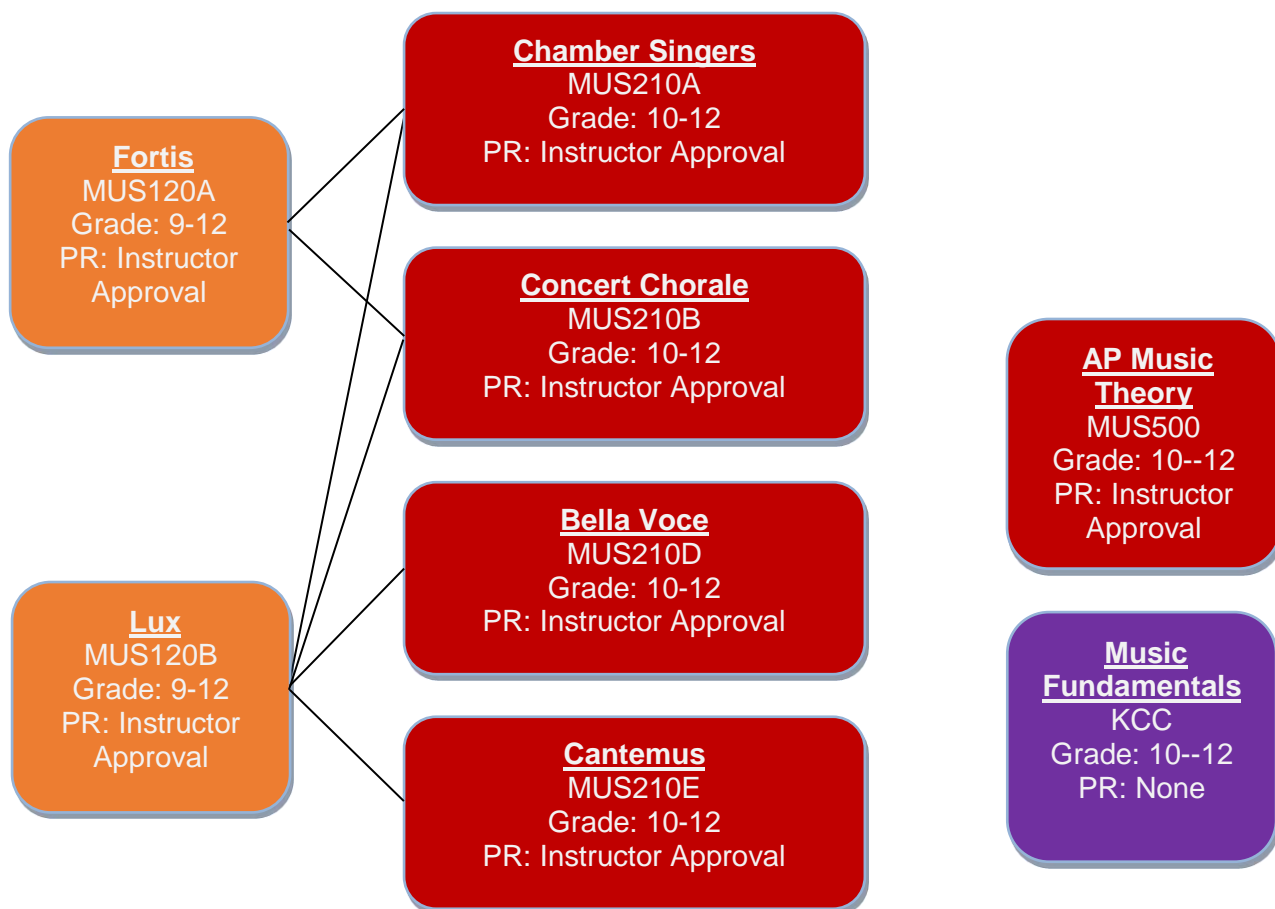 Fortis
MUS120A
Grade: 9-12
PR: Instructor
Approval
Lux
MUS120B
Grade: 9-12
PR: Instructor
Approval
Chamber Singers
MUS210A
Grade: 10-12
PR: Instructor Approval
Concert Chorale
MUS210B
Grade: 10-12
PR: Instructor Approval
Bella Voce
MUS210D
Grade: 10-12
PR: Instructor Approval
Cantemus
MUS210E
Grade: 10-12
PR: Instructor Approval
AP Music
Theory
MUS500
Grade: 10--12
PR: Instructor
Approval
Music
Fundamentals
KCC
Grade: 10--12
PR: None